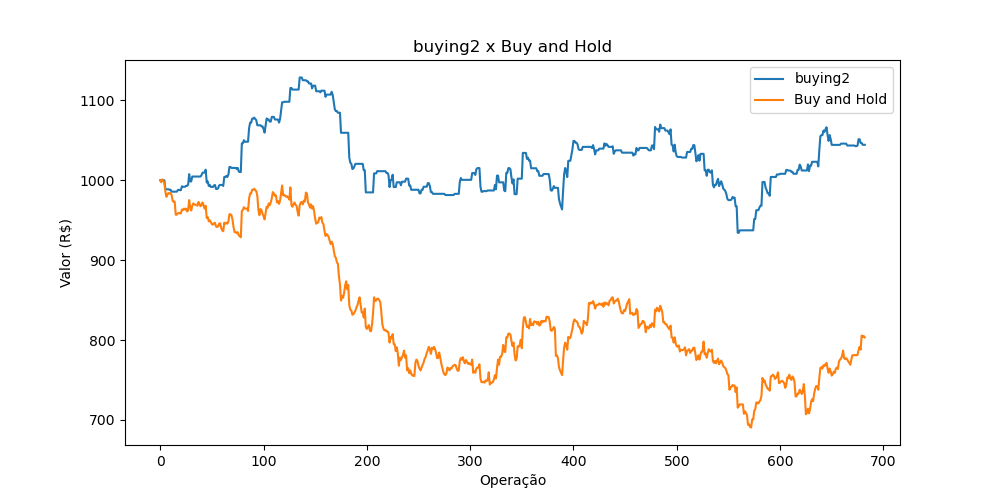 buying2 x Buy and Hold
buying2
Buy and Hold
Valor (R$)
1100
1000
900
800
700
0 100 200 300 400 500 600 700
Operação